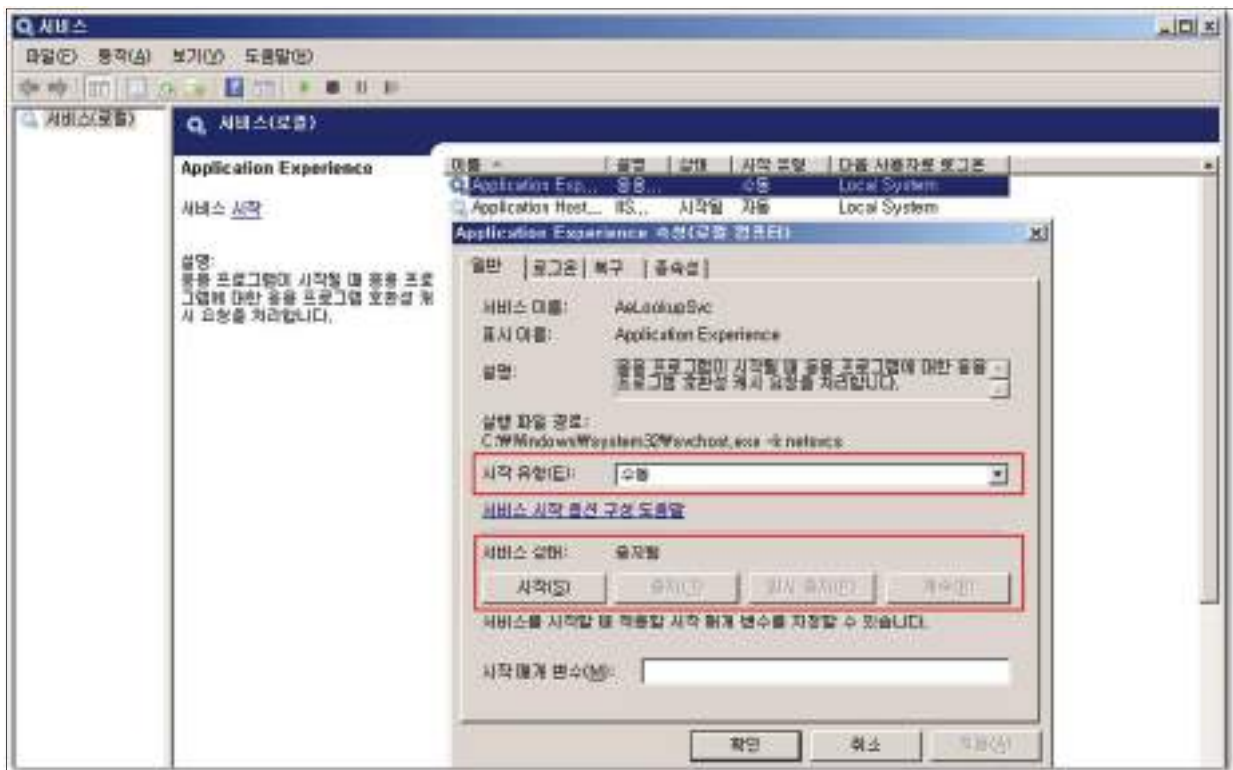 서비스
파일(F) 동작(A) 보기(V) 도움말(H)
서비스(로컬)
서비스(로컬)
Application Experience
서비스 시작
설명:
응용 프로그램이 시작될 때 응용 프로
그램에 대한 응용 프로그램 호환성 캐
시 요청을 처리합니다.
이름 설명 상태 시작 유형 다음 사용자로 로그온
Application Exp... 응용... 수동 Local System
Application Host... IIS... 시작됨 자동 Local System
Application Experience 속성(로컬 컴퓨터)
일반 로그온 복구 종속성
서비스 이름: AeLookupSvc
표시 이름: Application Experience
설명: 응용 프로그램이 시작될 때 응용 프로그램에 대한 응용
프로그램 호환성 캐시 요청을 처리합니다.
실행 파일 경로:
C:\Windows\system32\svchost.exe -k netsvcs
시작 유형(E): 수동
서비스 시작 옵션 구성 도움말
서비스 상태: 중지됨
시작(S) 중지(T) 일시 중지(P) 계속(R)
서비스를 시작할 때 적용할 시작 매개 변수를 지정할 수 있습니다.
시작 매개 변수(M):
확인 취소 적용(A)